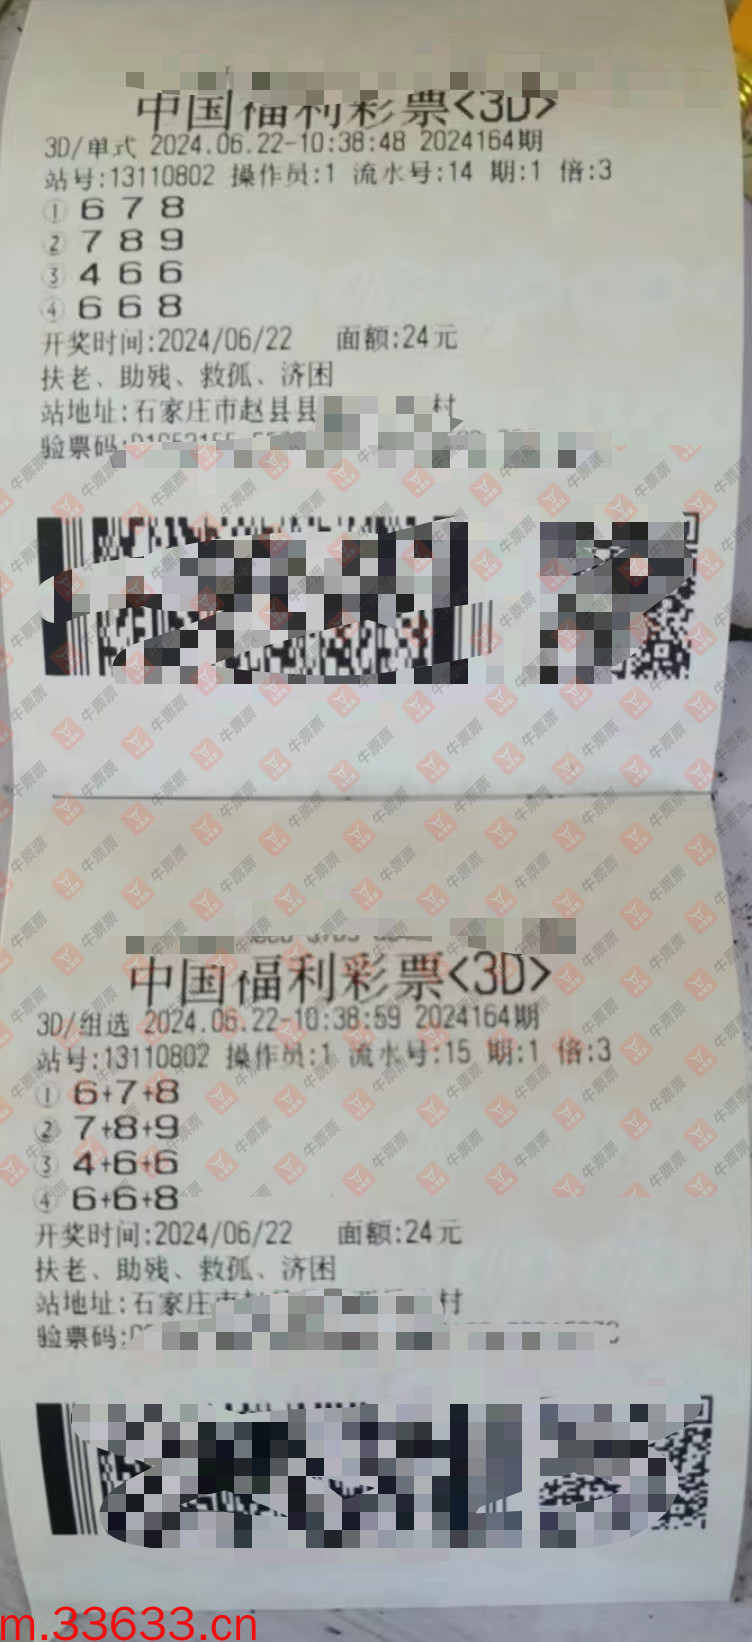 中国福利彩票<3D>
3D/单式 2024.06.22-10:38:48 2024164期
站号:13110802 操作员:1 流水号:14 期:1 倍:3
① 6 7 8
② 7 8 9
③ 4 6 6
④ 6 6 8
开奖时间:2024/06/22 面额:24元
扶老、助残、救孤、济困
站地址:石家庄市赵县县 村
验票码:
牛票票
中国福利彩票<3D>
3D/组选 2024.06.22-10:38:59 2024164期
站号:13110802 操作员:1 流水号:15 期:1 倍:3
① 6+7+8
② 7+8+9
③ 4+6+6
④ 6+6+8
开奖时间:2024/06/22 面额:24元
扶老、助残、救孤、济困
站地址:石家庄市 村
验票码:
m.33633.cn